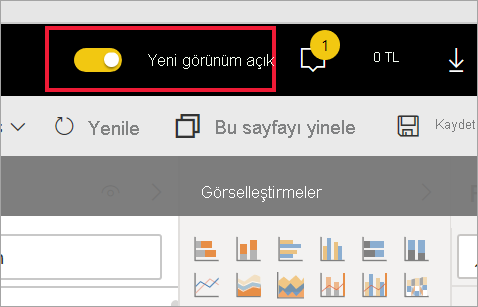 Yeni görünüm açık 1 0 TL
Yenile Bu sayfayı yinele Kaydet
Görselleştirmeler